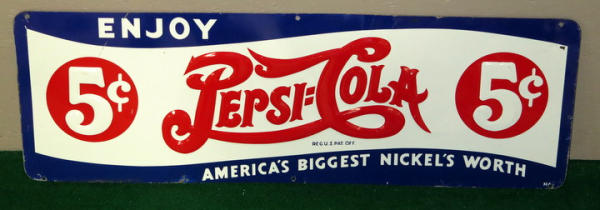 ENJOY
5¢ PEPSI=COLA 5¢
REG. U.S. PAT. OFF.
AMERICA'S BIGGEST NICKEL'S WORTH